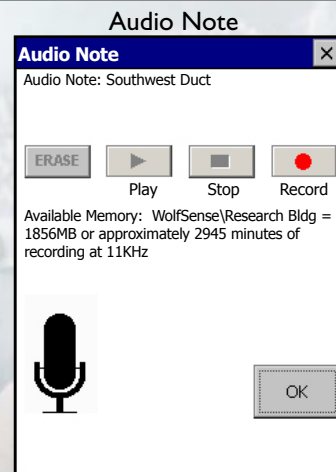 Audio Note
Audio Note
Audio Note: Southwest Duct
ERASE
Play Stop Record
Available Memory: WolfSense\Research Bldg =
1856MB or approximately 2945 minutes of
recording at 11KHz
OK